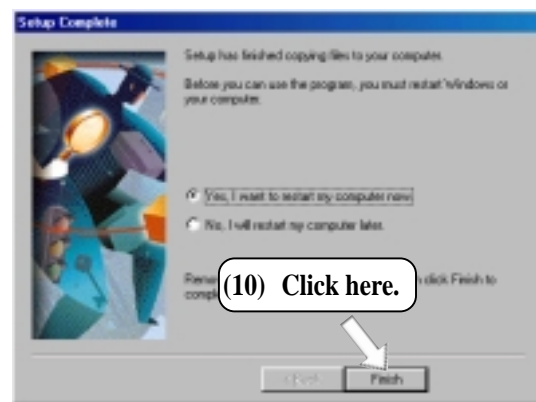 Setup Complete
Setup has finished copying files to your computer.
Before you can use the program, you must restart Windows or
your computer.
Yes, I want to restart my computer now.
No, I will restart my computer later.
click Finish to
(10) Click here.
< Back
Finish